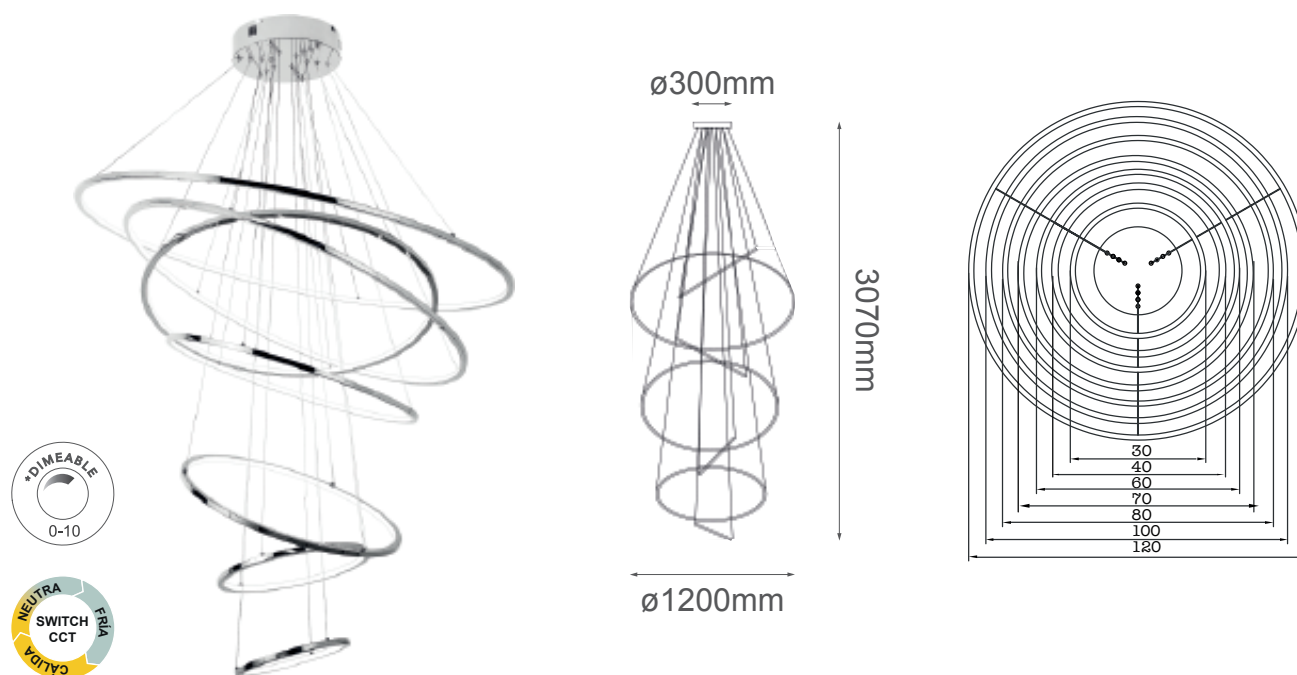 ø300mm
3070mm
ø1200mm
30
40
60
70
80
100
120
*DIMEABLE
0-10
NEUTRA
FRÍA
CÁLIDA
SWITCH
CCT